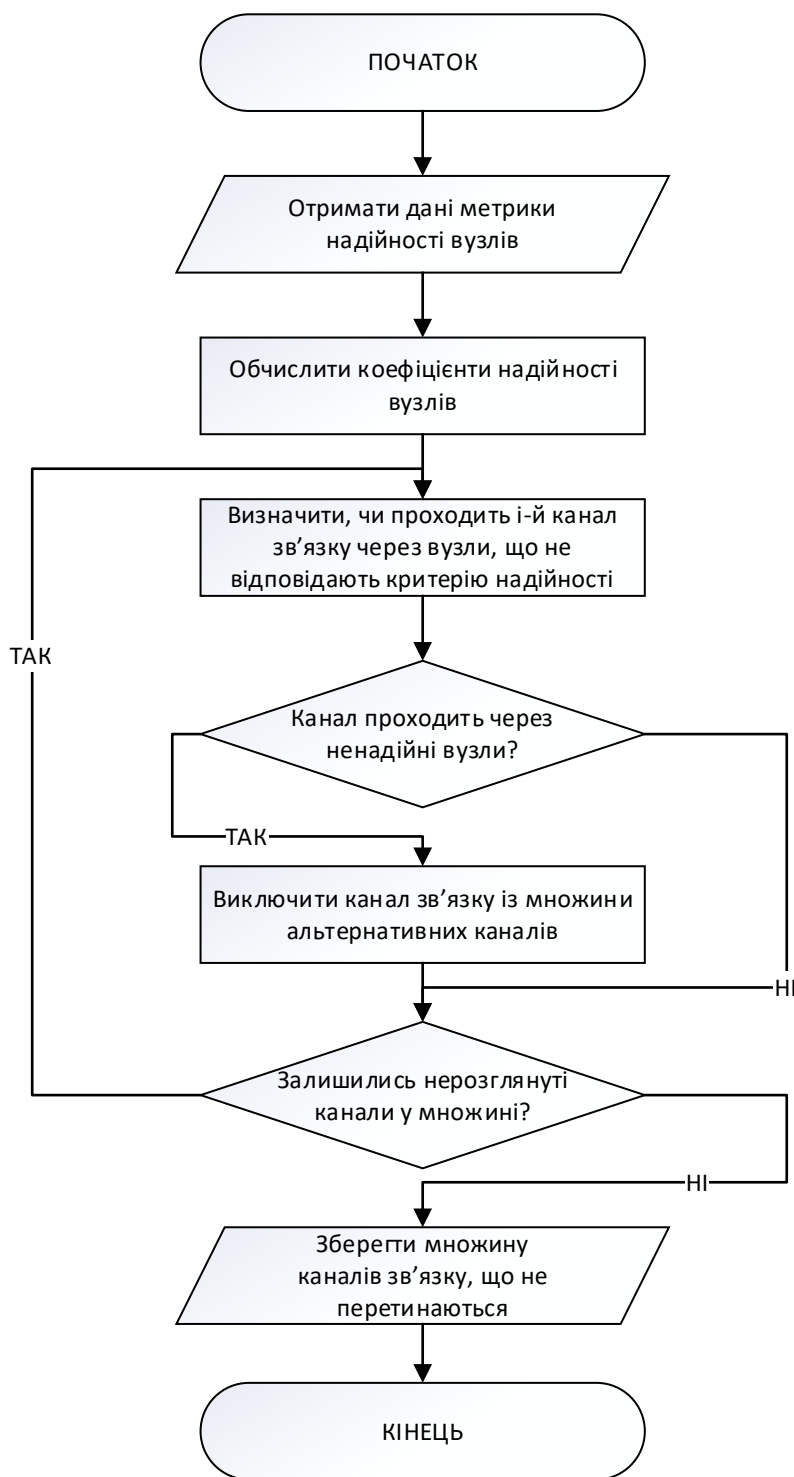 ПОЧАТОК
Отримати дані метрики
надійності вузлів
Обчислити коефіцієнти надійності
вузлів
Визначити, чи проходить і-й канал
зв’язку через вузли, що не
відповідають критерію надійності
ТАК
Канал проходить через
ненадійні вузли?
ТАК
Виключити канал зв’язку із множини
альтернативних каналів
НІ
Залишились нерозглянуті
канали у множині?
НІ
Зберегти множину
каналів зв’язку, що не
перетинаються
КІНЕЦЬ